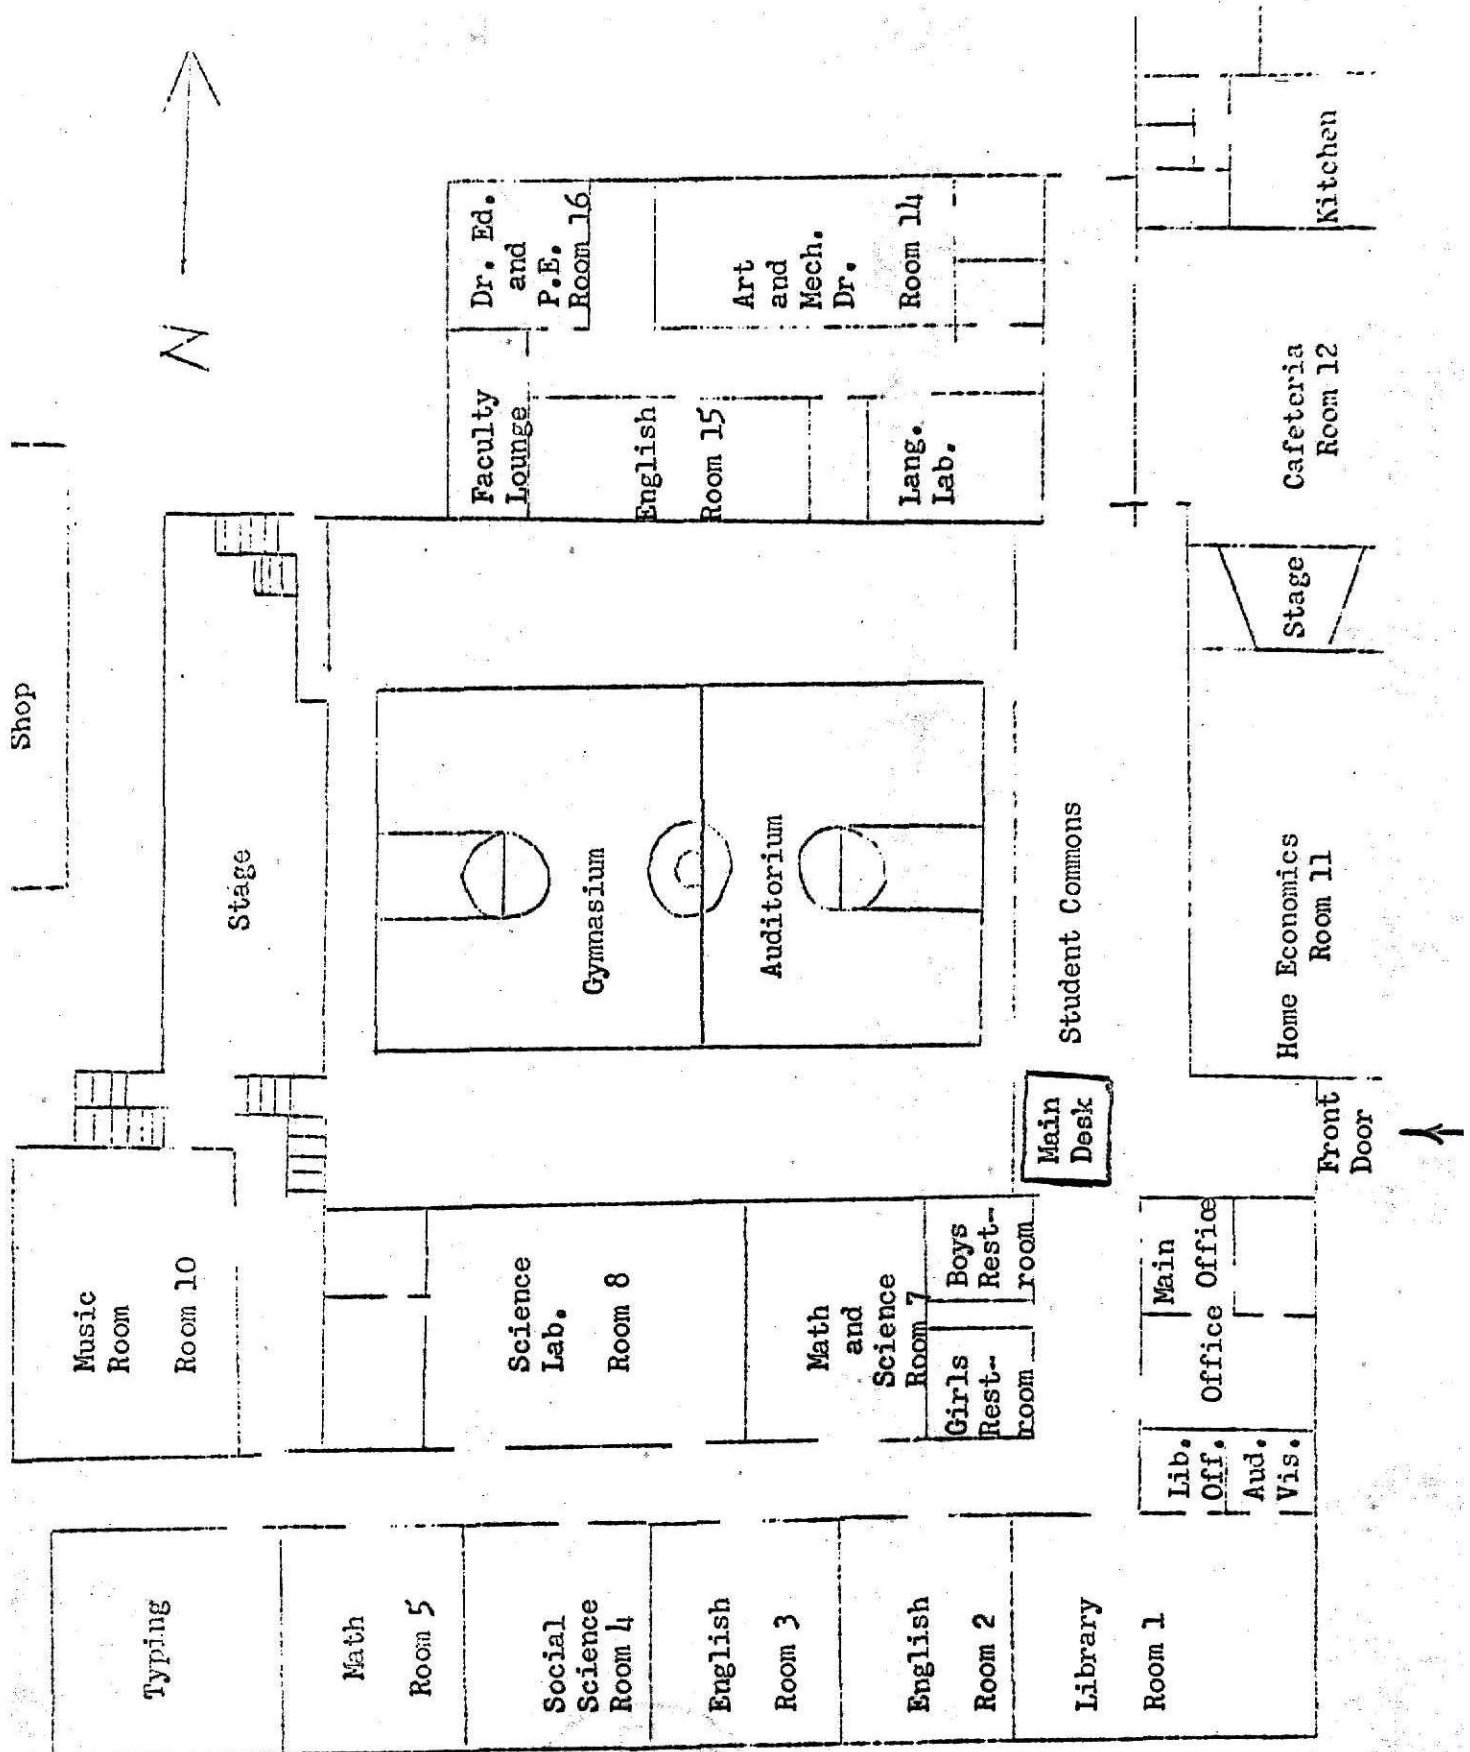 N
Shop
Stage
Music
Room
Room 10
Typing
Math
Room 5
Social
Science
Room 4
English
Room 3
English
Room 2
Library
Room 1
Science
Lab.
Room 8
Math
and
Science
Room 7
Girls
Rest-
room
Boys
Rest-
room
Lib.
Off.
Aud.
Vis.
Office
Main
Office
Main
Desk
Front
Door
Gymnasium
Auditorium
Student Commons
Home Economics
Room 11
Stage
Cafeteria
Room 12
Kitchen
Faculty
Lounge
English
Room 15
Lang.
Lab.
Dr. Ed.
and
P.E.
Room 16
Art
and
Mech.
Dr.
Room 14